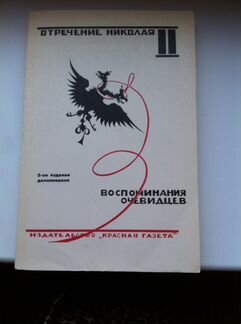 ОТРЕЧЕНИЕ НИКОЛАЯ II
2-ое издание
дополненное
ВОСПОМИНАНИЯ
ОЧЕВИДЦЕВ
ИЗДАТЕЛЬСТВО „КРАСНАЯ ГАЗЕТА"